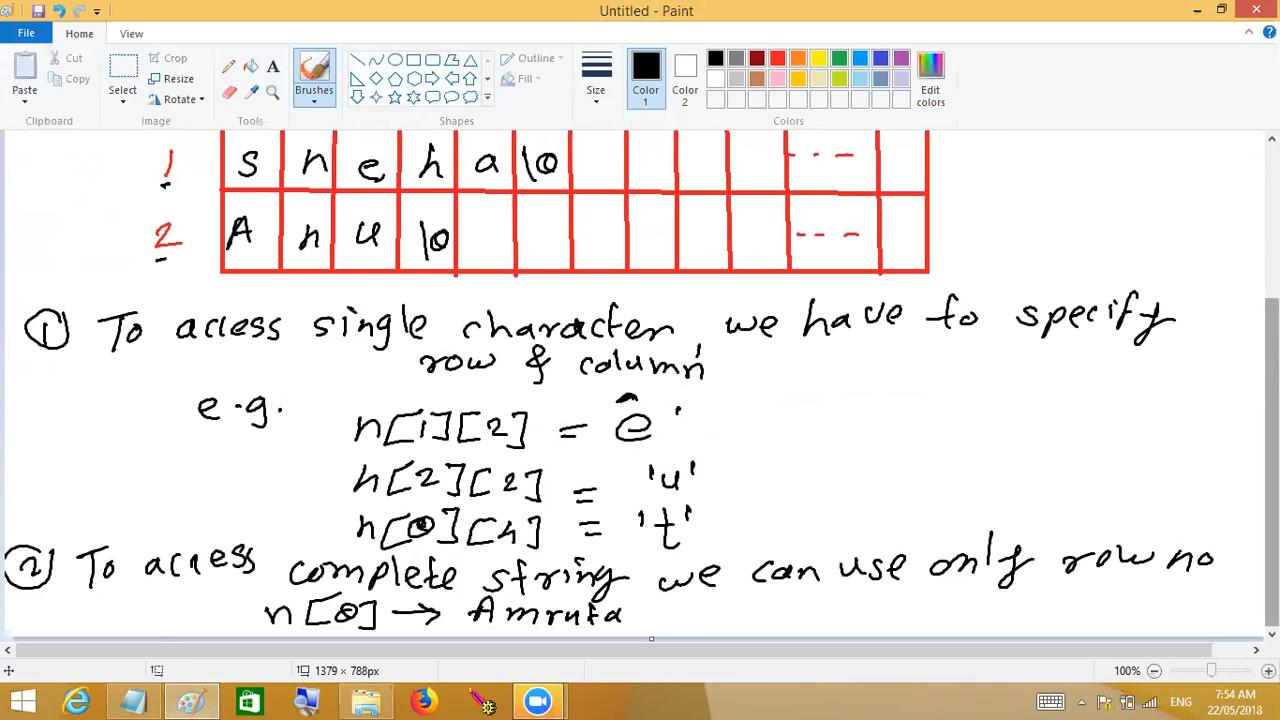 Untitled - Paint
File Home View
Paste Cut Copy Clipboard
Select Crop Resize Rotate Image
Tools
Brushes
Outline Fill Shapes
Size
Color 1 Color 2 Edit colors Colors
1 s n e h a \0 - - -
2 A n u \0 - - -
① To access single character, we have to specify
row & column
e.g.
n[1][2] = 'e'
n[2][2] = 'u'
n[0][4] = 't'
② To access complete string we can use only row no
n[0] → Amruta
1379 × 788px 100%
ENG 7:54 AM
22/05/2018